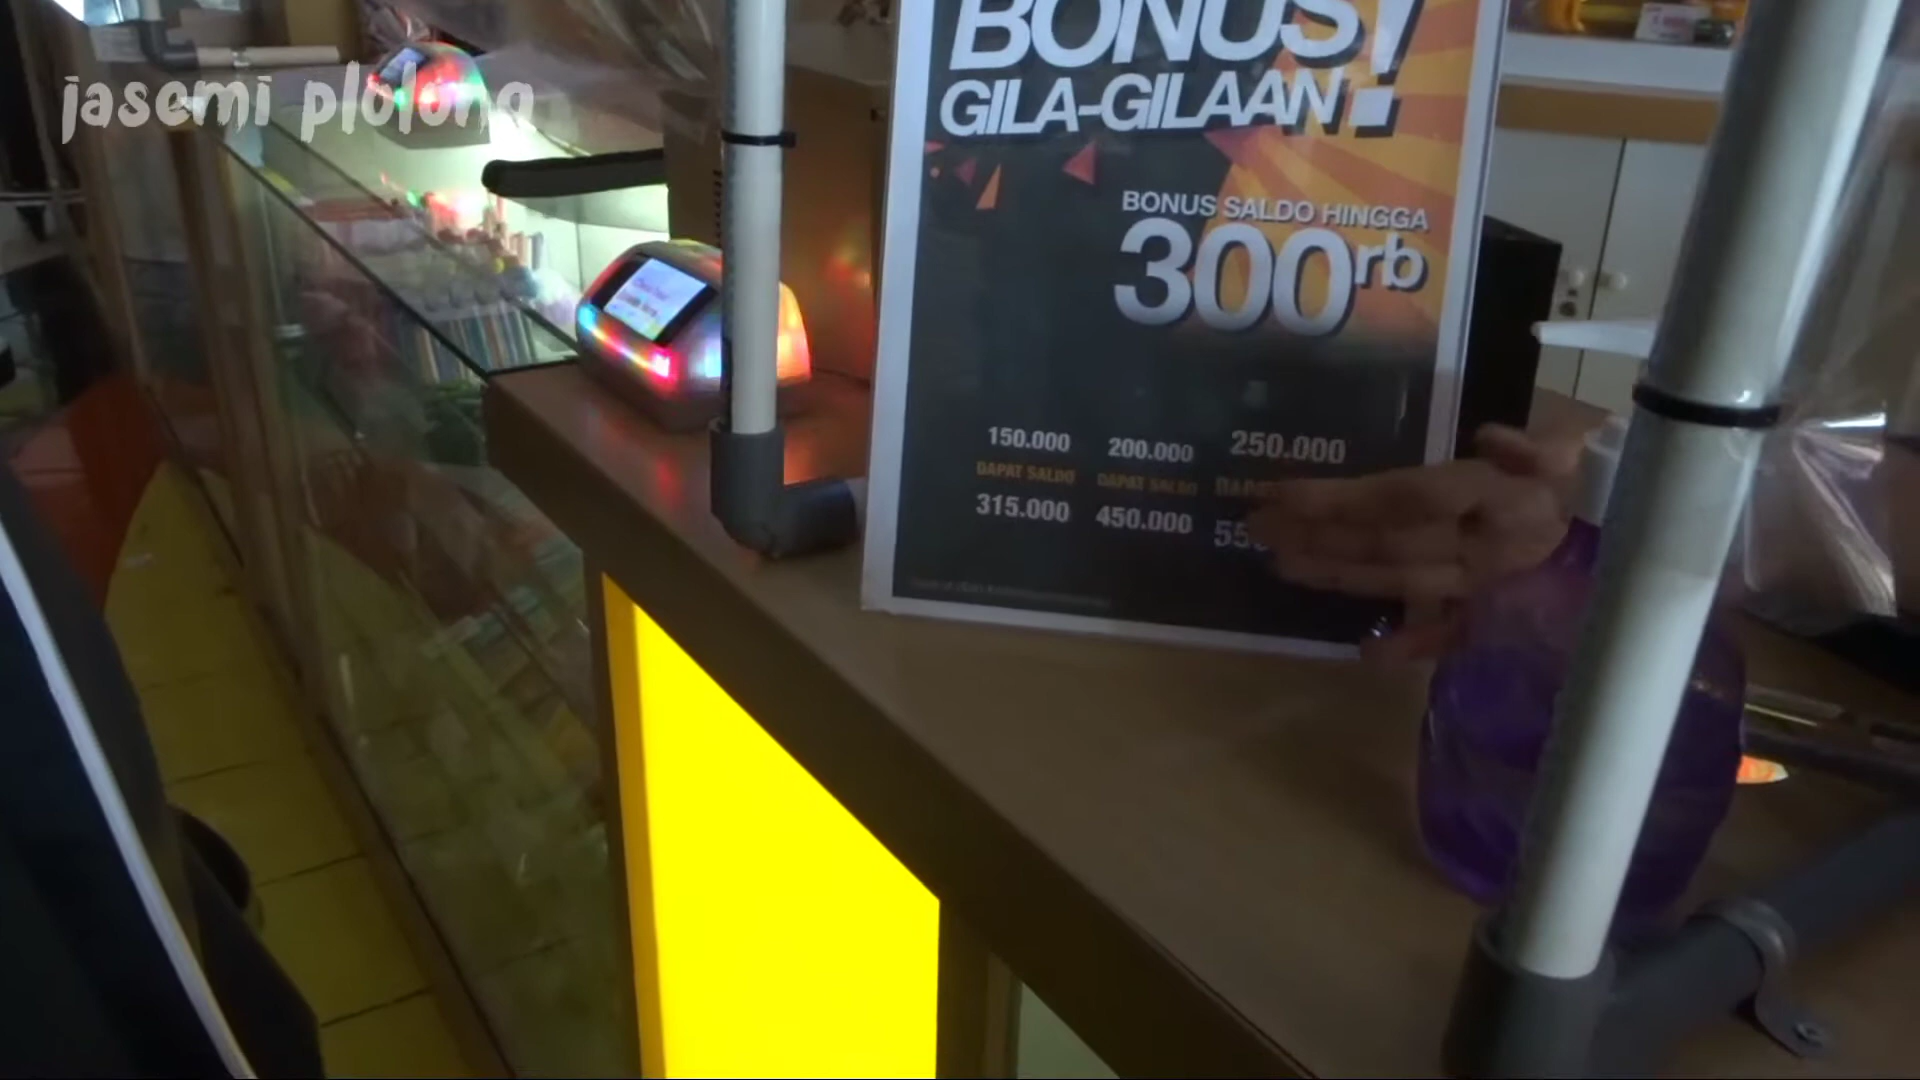 jasemi plolong
BONUS!
GILA-GILAAN
BONUS SALDO HINGGA
300rb
150.000 200.000 250.000
DAPAT SALDO DAPAT SALDO
315.000 450.000